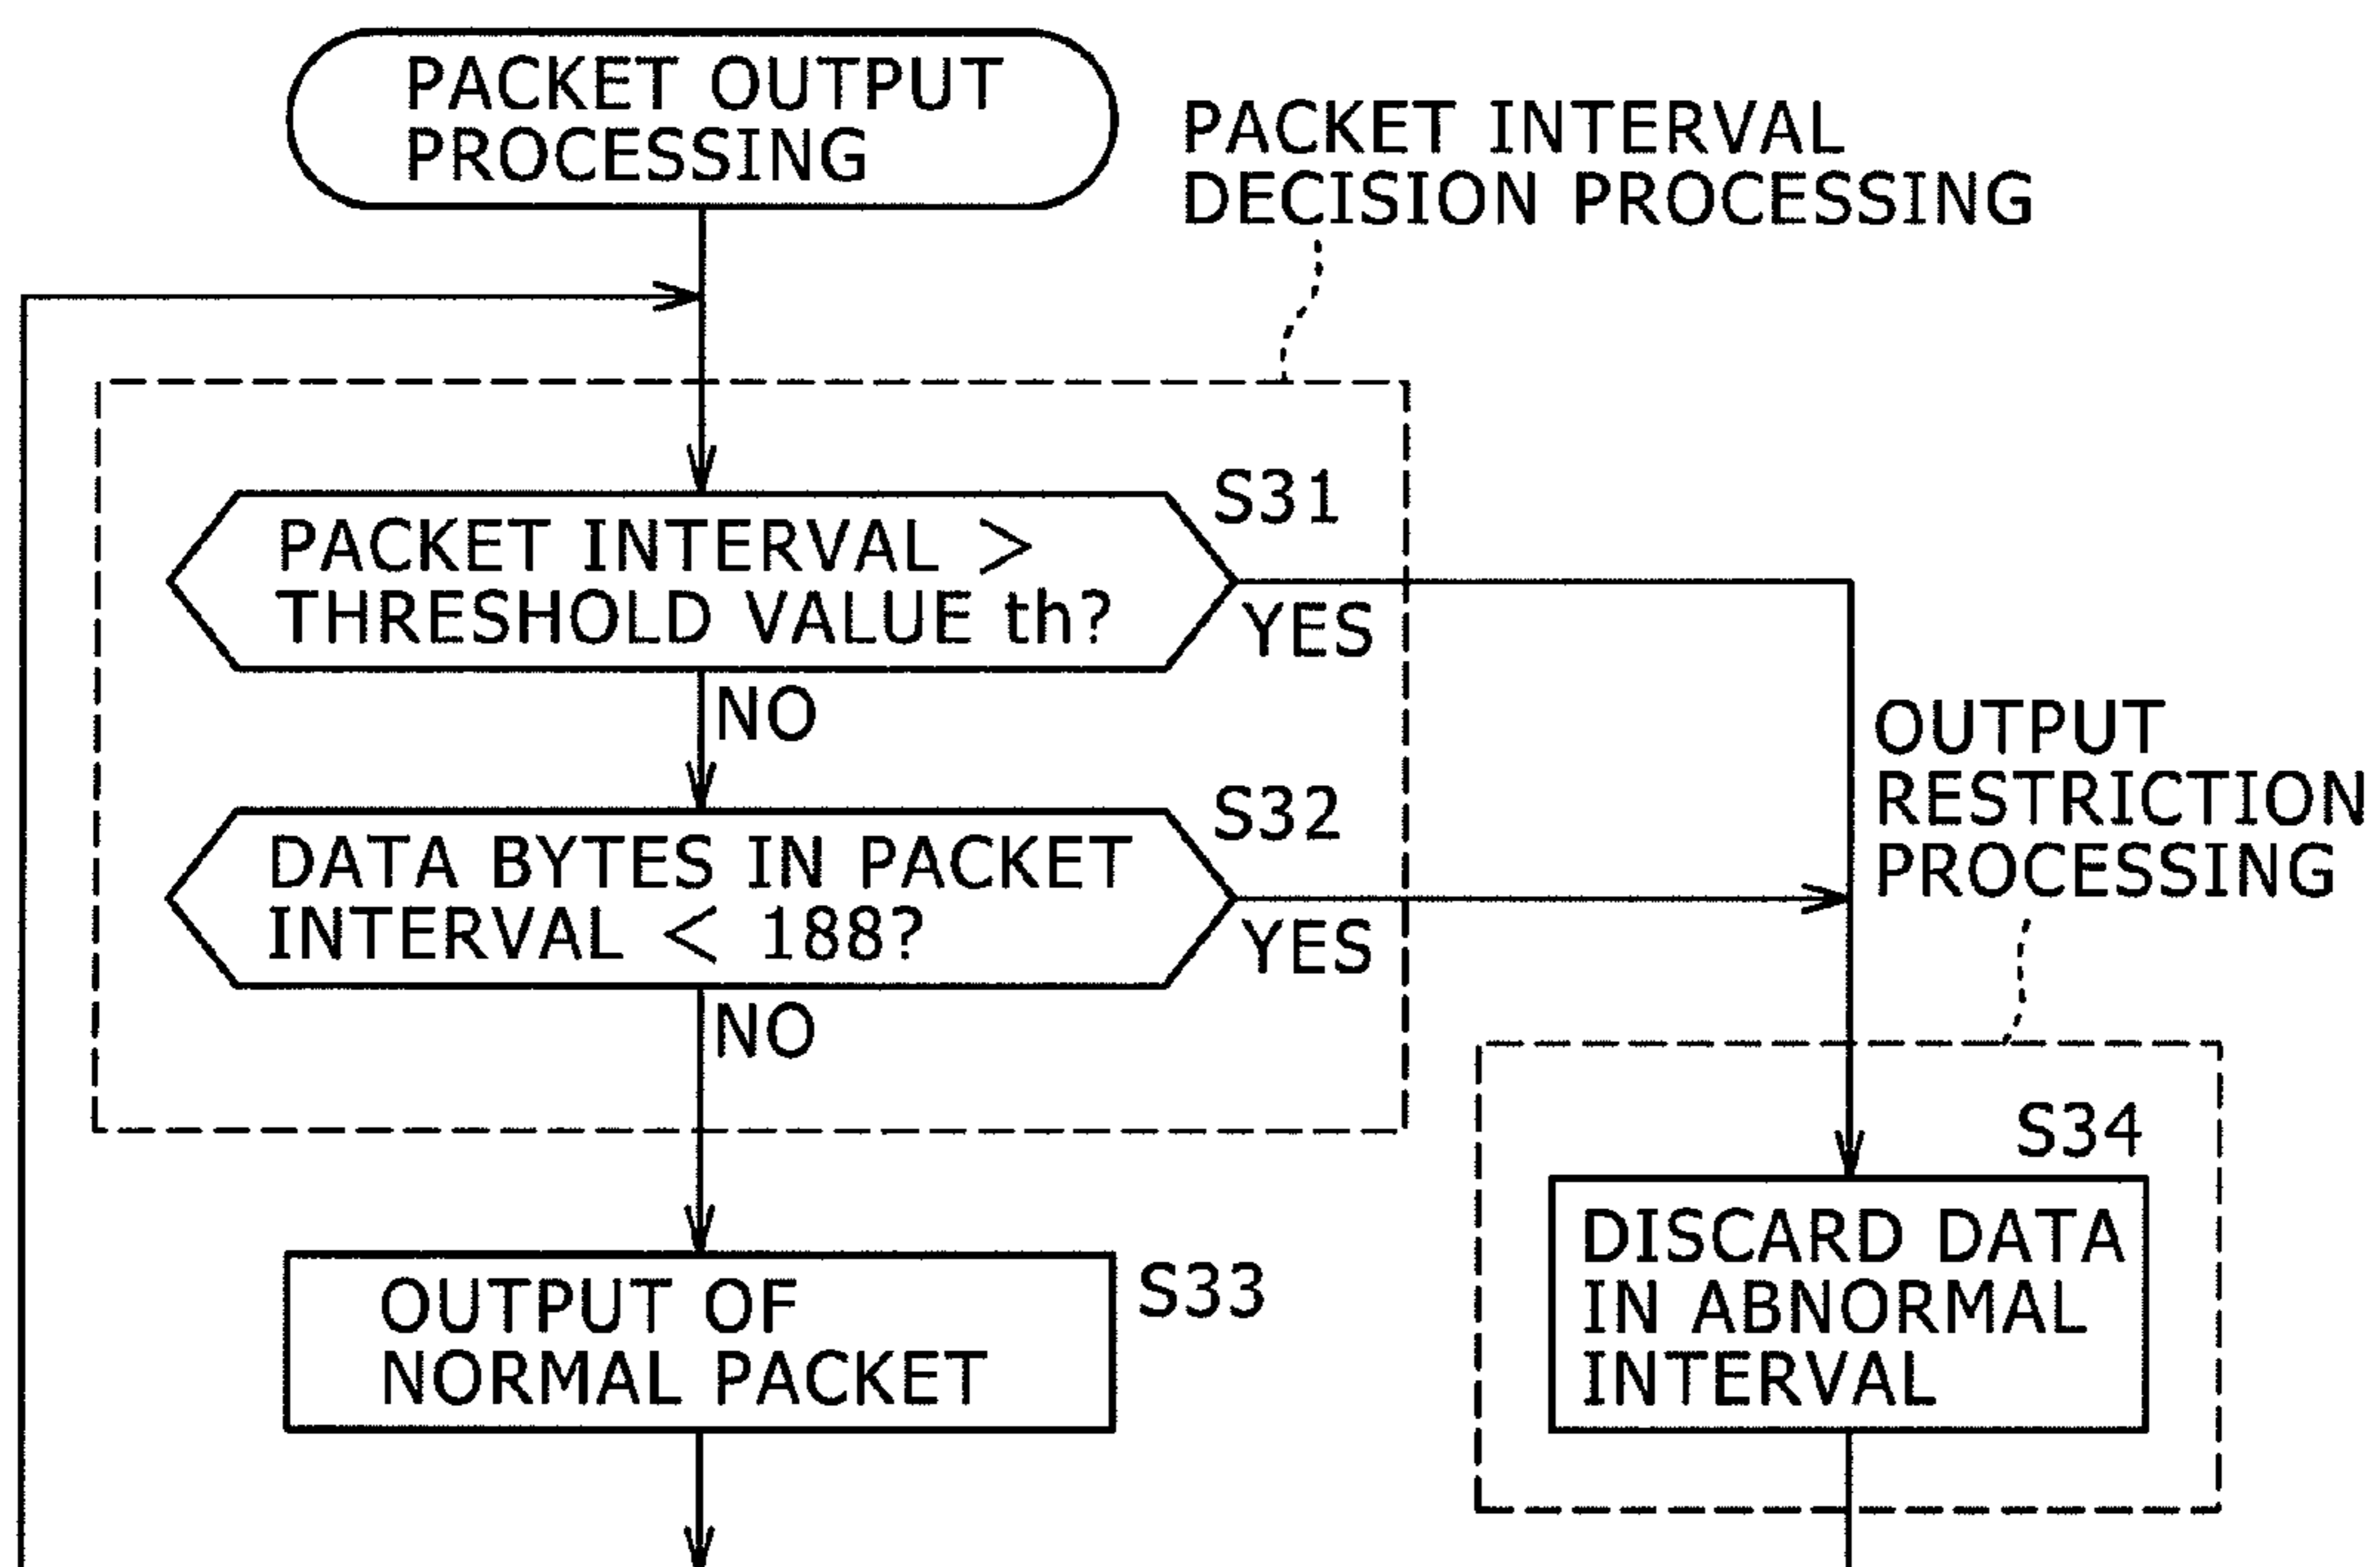 PACKET OUTPUT
PROCESSING
PACKET INTERVAL
DECISION PROCESSING
S31
PACKET INTERVAL >
THRESHOLD VALUE th?
YES
NO
S32
DATA BYTES IN PACKET
INTERVAL < 188?
YES
NO
OUTPUT
RESTRICTION
PROCESSING
S33
OUTPUT OF
NORMAL PACKET
S34
DISCARD DATA
IN ABNORMAL
INTERVAL